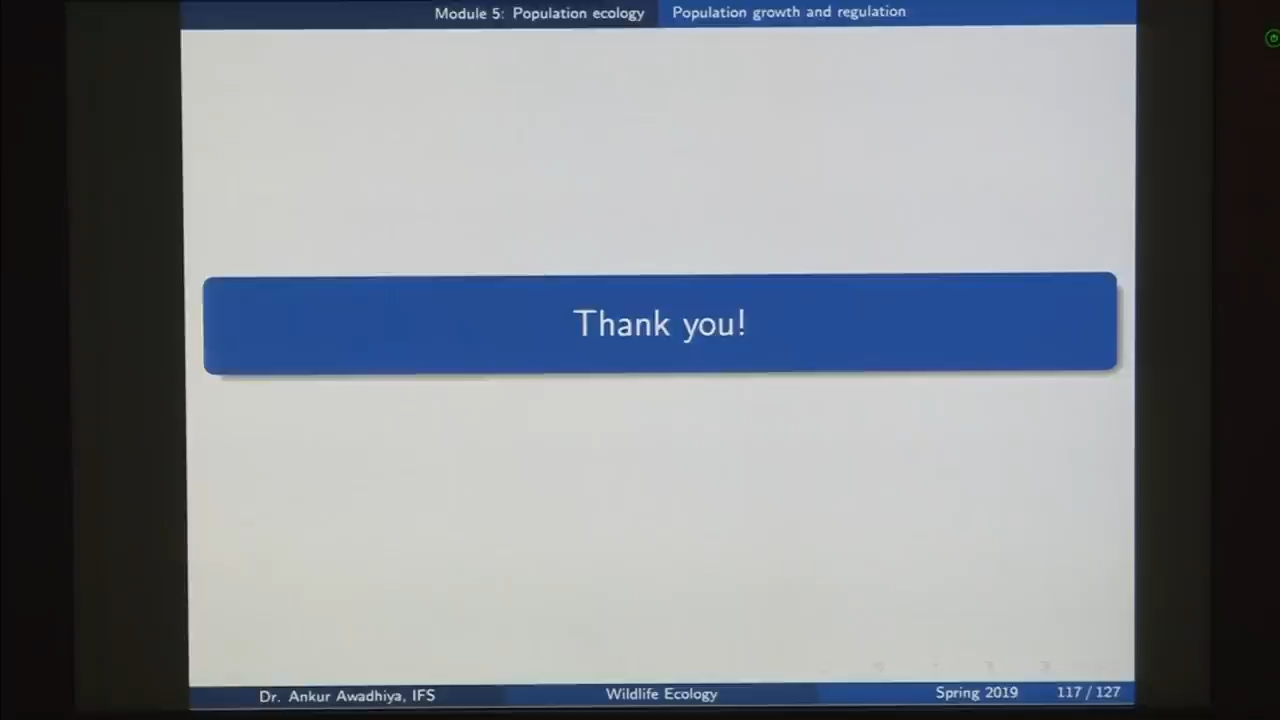 Module 5: Population ecology Population growth and regulation
Thank you!
Dr. Ankur Awadhiya, IFS Wildlife Ecology Spring 2019 117 / 127